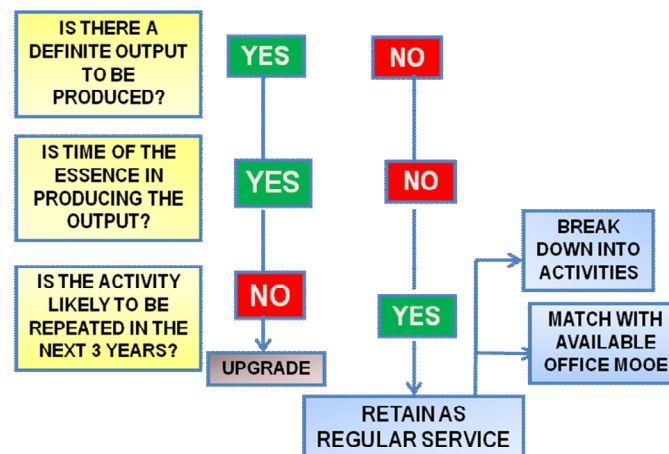 IS THERE A
DEFINITE OUTPUT
TO BE
PRODUCED?
YES
NO
IS TIME OF THE
ESSENCE IN
PRODUCING THE
OUTPUT?
YES
NO
BREAK
DOWN INTO
ACTIVITIES
IS THE ACTIVITY
LIKELY TO BE
REPEATED IN THE
NEXT 3 YEARS?
NO
YES
MATCH WITH
AVAILABLE
OFFICE MOOE
UPGRADE
RETAIN AS
REGULAR SERVICE